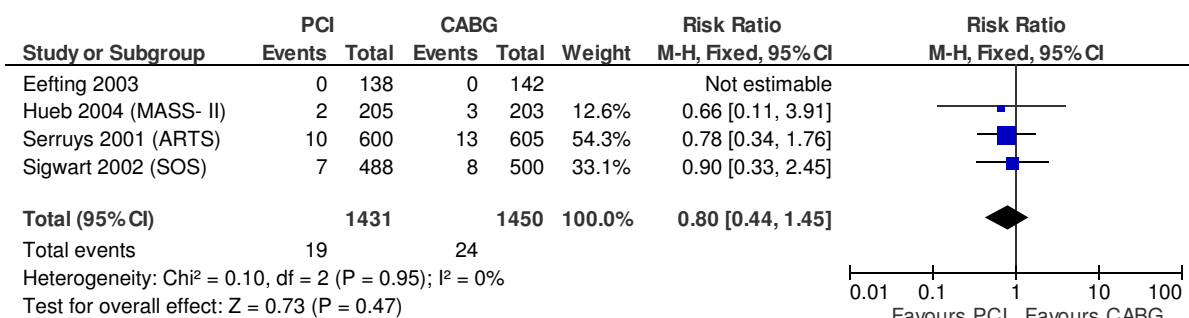 PCI CABG Risk Ratio Risk Ratio
Study or Subgroup Events Total Events Total Weight M-H, Fixed, 95% CI M-H, Fixed, 95% CI
Eefting 2003 0 138 0 142 Not estimable
Hueb 2004 (MASS- II) 2 205 3 203 12.6% 0.66 [0.11, 3.91]
Serruys 2001 (ARTS) 10 600 13 605 54.3% 0.78 [0.34, 1.76]
Sigwart 2002 (SOS) 7 488 8 500 33.1% 0.90 [0.33, 2.45]
Total (95% CI) 1431 1450 100.0% 0.80 [0.44, 1.45]
Total events 19 24
Heterogeneity: Chi² = 0.10, df = 2 (P = 0.95); I² = 0%
Test for overall effect: Z = 0.73 (P = 0.47)
0.01 0.1 1 10 100
Favours PCI Favours CABG